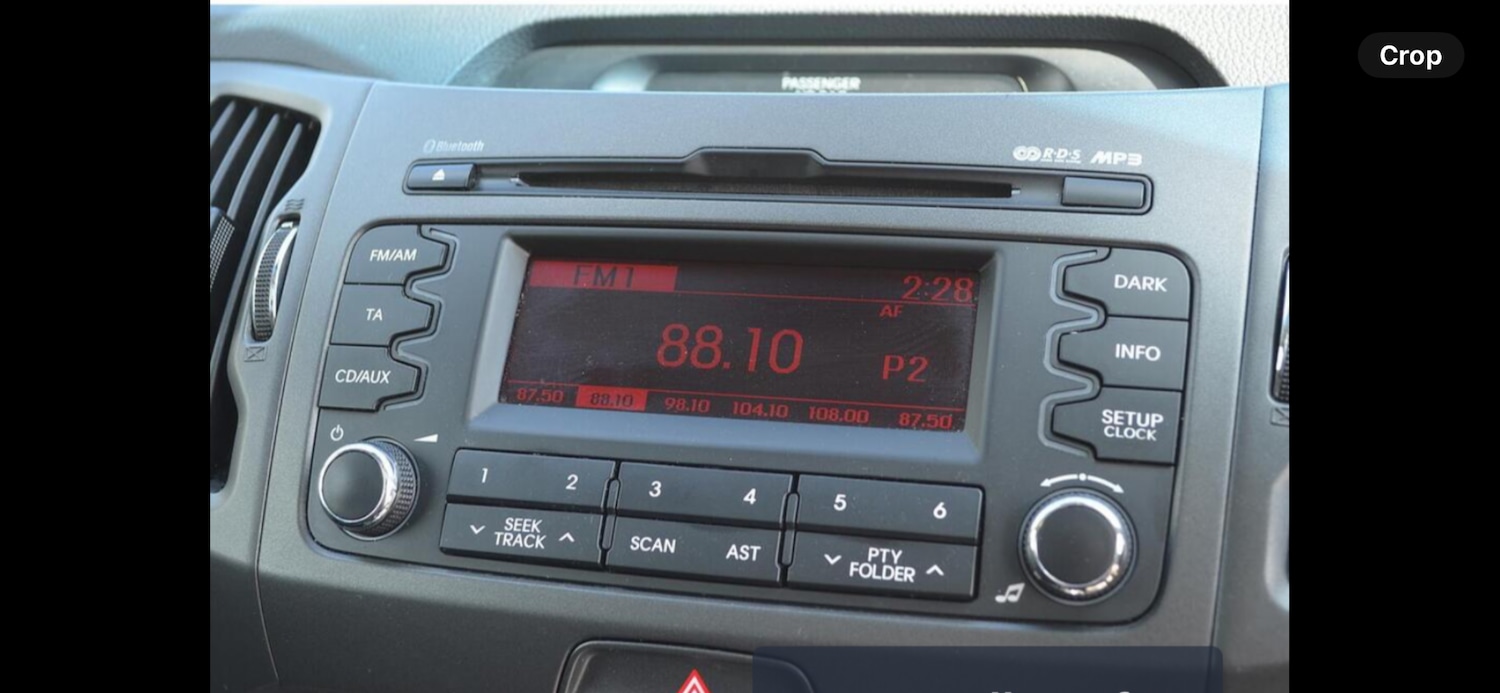 Crop
PASSENGER
Bluetooth
R·D·S MP3
FM/AM
TA
CD/AUX
FM1
2:28
AF
88.10
P2
87.50 88.10 98.10 104.10 108.00 87.50
DARK
INFO
SETUP
CLOCK
1 2 3 4 5 6
SEEK
TRACK
SCAN AST
PTY
FOLDER